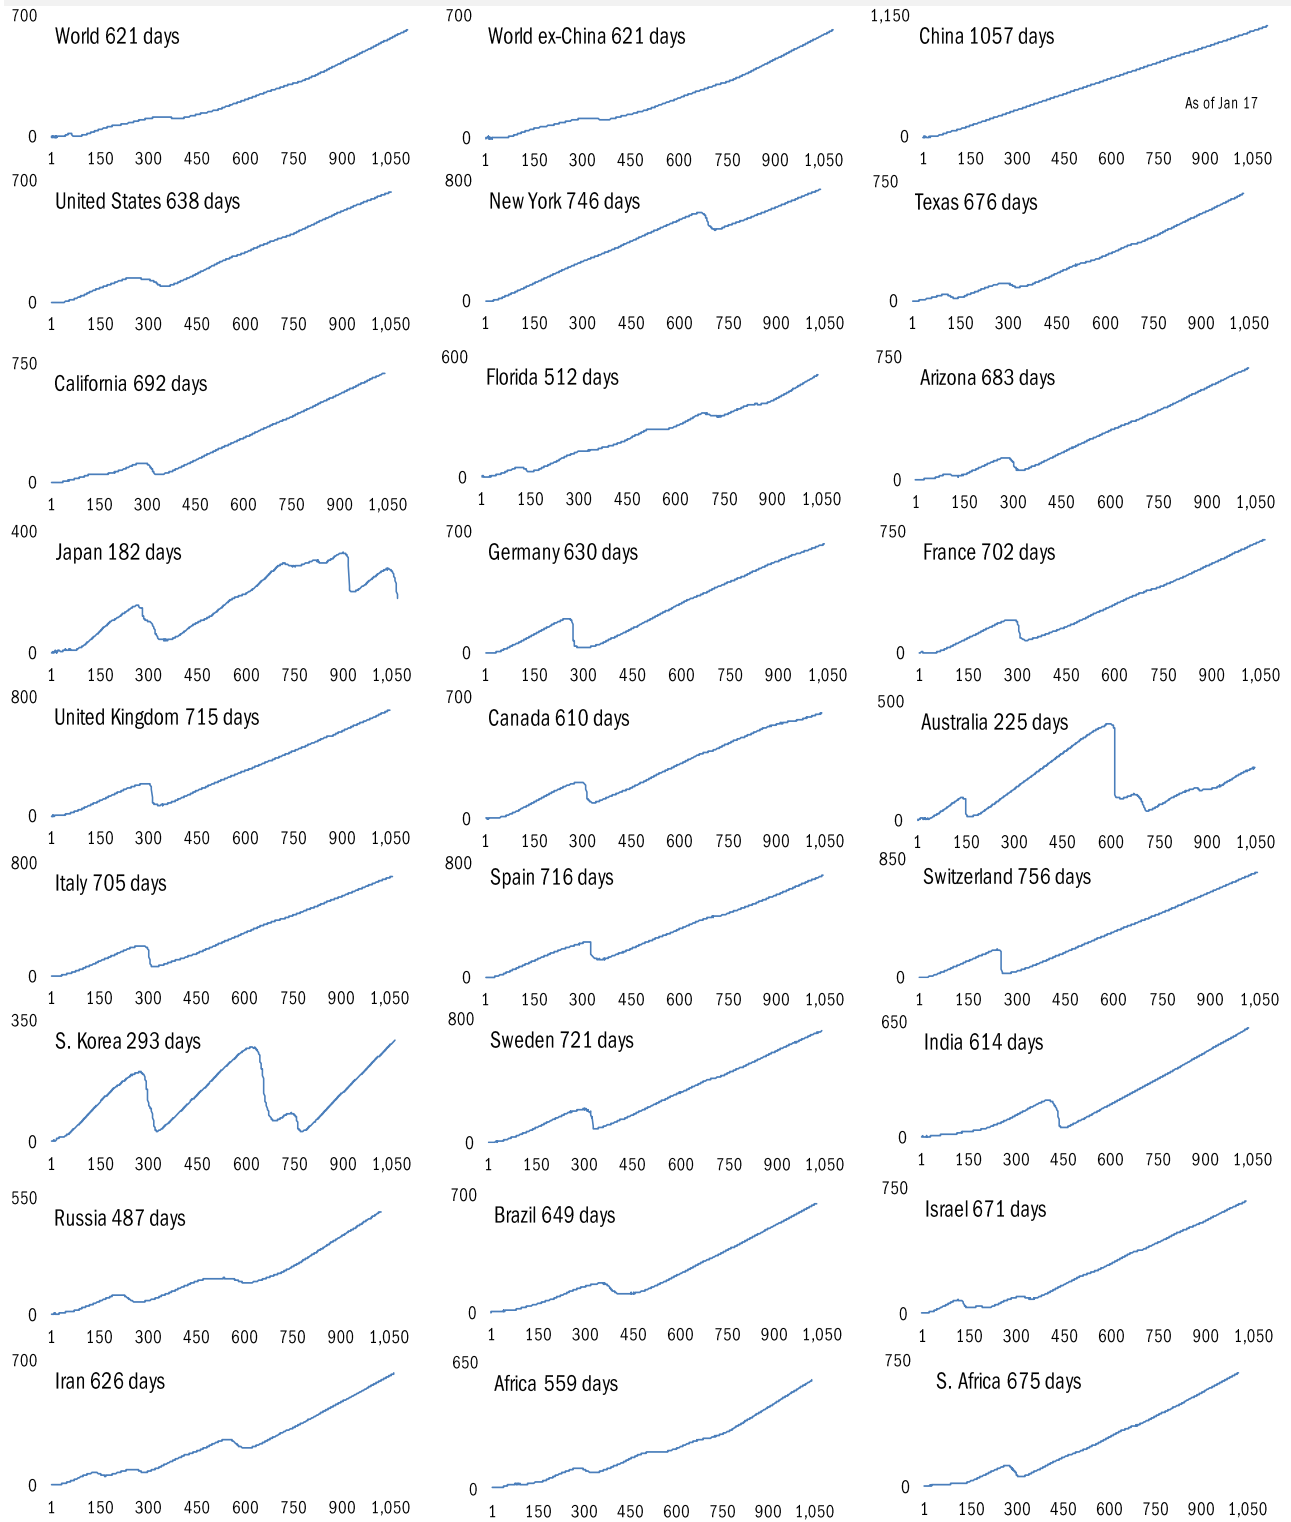 700 700 1,150
World 621 days World ex-China 621 days China 1057 days
As of Jan 17
0 0 0
1 150 300 450 600 750 900 1,050 1 150 300 450 600 750 900 1,050 1 150 300 450 600 750 900 1,050
700 800 750
United States 638 days New York 746 days Texas 676 days
0 0 0
1 150 300 450 600 750 900 1,050 1 150 300 450 600 750 900 1,050 1 150 300 450 600 750 900 1,050
750 600 750
California 692 days Florida 512 days Arizona 683 days
0 0 0
1 150 300 450 600 750 900 1,050 1 150 300 450 600 750 900 1,050 1 150 300 450 600 750 900 1,050
400 700 750
Japan 182 days Germany 630 days France 702 days
0 0 0
1 150 300 450 600 750 900 1,050 1 150 300 450 600 750 900 1,050 1 150 300 450 600 750 900 1,050
800 700 500
United Kingdom 715 days Canada 610 days Australia 225 days
0 0 0
1 150 300 450 600 750 900 1,050 1 150 300 450 600 750 900 1,050 1 150 300 450 600 750 900 1,050
800 800 850
Italy 705 days Spain 716 days Switzerland 756 days
0 0 0
1 150 300 450 600 750 900 1,050 1 150 300 450 600 750 900 1,050 1 150 300 450 600 750 900 1,050
350 800 650
S. Korea 293 days Sweden 721 days India 614 days
0 0 0
1 150 300 450 600 750 900 1,050 1 150 300 450 600 750 900 1,050 1 150 300 450 600 750 900 1,050
550 700 750
Russia 487 days Brazil 649 days Israel 671 days
0 0 0
1 150 300 450 600 750 900 1,050 1 150 300 450 600 750 900 1,050 1 150 300 450 600 750 900 1,050
700 650 750
Iran 626 days Africa 559 days S. Africa 675 days
0 0 0
1 150 300 450 600 750 900 1,050 1 150 300 450 600 750 900 1,050 1 150 300 450 600 750 900 1,050